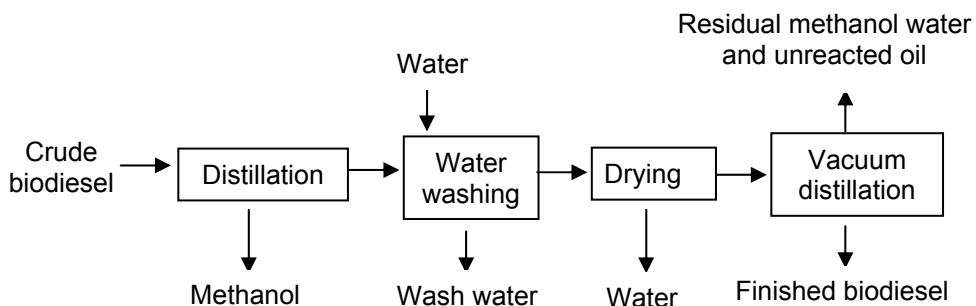 Residual methanol water
and unreacted oil
Water
Crude
biodiesel
Distillation
Water
washing
Drying
Vacuum
distillation
Methanol
Wash water
Water
Finished biodiesel